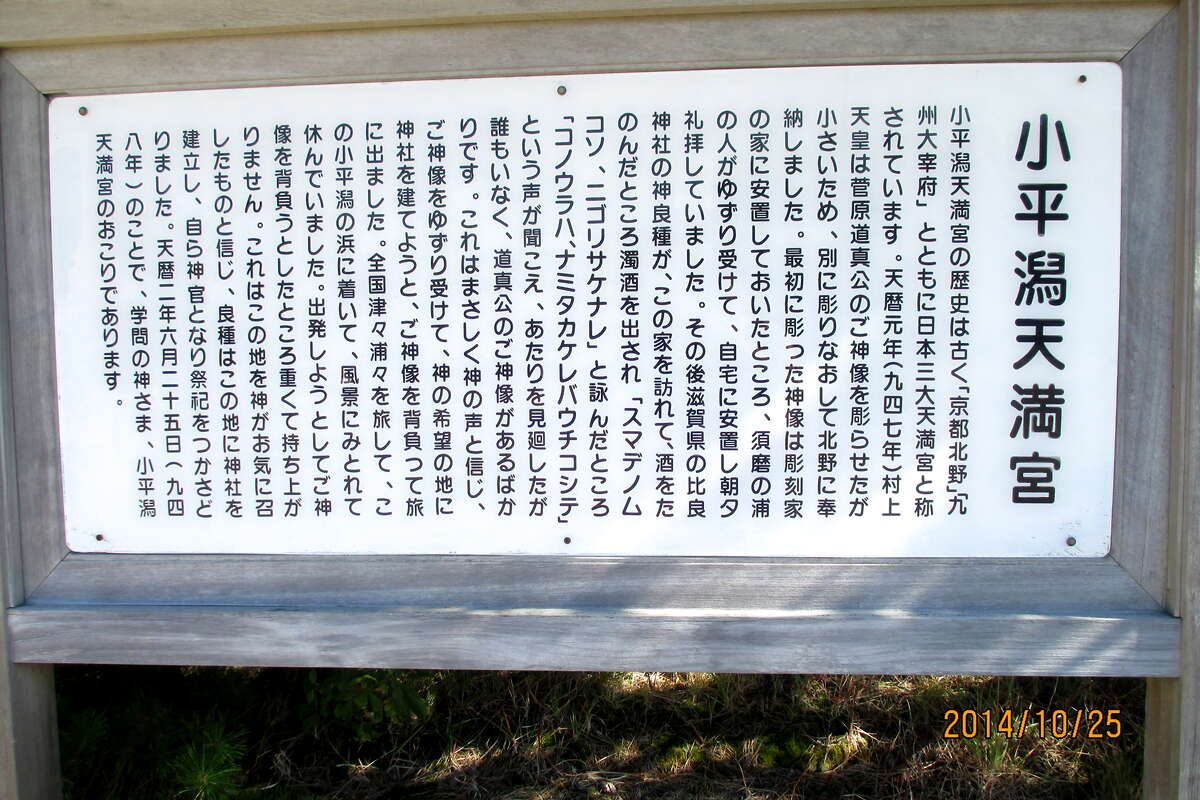 小平潟天満宮
小平潟天満宮の歴史は古く「京都北野」「九
州大宰府」とともに日本三大天満宮と称
されています。天暦元年(九四七年)村上
天皇は菅原道真公のご神像を彫らせたが
小さいため、別に彫りなおして北野に奉
納しました。最初に彫った神像は彫刻家
の家に安置しておいたところ、須磨の浦
の人がゆずり受けて、自宅に安置し朝夕
礼拝していました。その後滋賀県の比良
神社の神良種が、この家を訪れて、酒をた
のんだところ濁酒を出され「スマデノム
コソ、ニゴリサケナレ」と詠んだところ
「コノウラハ、ナミタカケレバウチコシテ」
という声が聞こえ、あたりを見廻したが
誰もいなく、道真公のご神像があるばか
りです。これはまさしく神の声と信じ、
ご神像をゆずり受けて、神の希望の地に
神社を建てようと、ご神像を背負って旅
に出ました。全国津々浦々を旅して、こ
の小平潟の浜に着いて、風景にみとれて
休んでいました。出発しようとしてご神
像を背負うとしたところ重くて持ち上が
りません。これはこの地を神がお気に召
したものと信じ、良種はこの地に神社を
建立し、自ら神官となり祭祀をつかさど
りました。天暦二年六月二十五日(九四
八年)のことで、学問の神さま、小平潟
天満宮のおこりであります。
2014/10/25